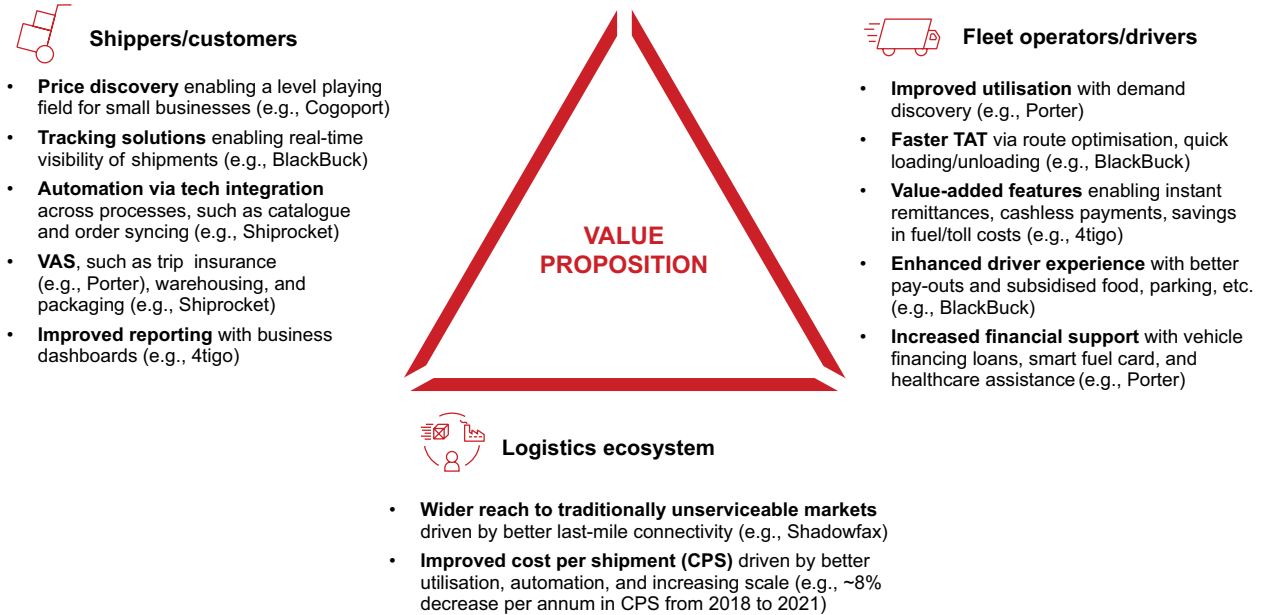 Shippers/customers
• Price discovery enabling a level playing
field for small businesses (e.g., Cogoport)
• Tracking solutions enabling real-time
visibility of shipments (e.g., BlackBuck)
• Automation via tech integration
across processes, such as catalogue
and order syncing (e.g., Shiprocket)
• VAS, such as trip insurance
(e.g., Porter), warehousing, and
packaging (e.g., Shiprocket)
• Improved reporting with business
dashboards (e.g., 4tigo)
VALUE
PROPOSITION
Fleet operators/drivers
• Improved utilisation with demand
discovery (e.g., Porter)
• Faster TAT via route optimisation, quick
loading/unloading (e.g., BlackBuck)
• Value-added features enabling instant
remittances, cashless payments, savings
in fuel/toll costs (e.g., 4tigo)
• Enhanced driver experience with better
pay-outs and subsidised food, parking, etc.
(e.g., BlackBuck)
• Increased financial support with vehicle
financing loans, smart fuel card, and
healthcare assistance (e.g., Porter)
Logistics ecosystem
• Wider reach to traditionally unserviceable markets
driven by better last-mile connectivity (e.g., Shadowfax)
• Improved cost per shipment (CPS) driven by better
utilisation, automation, and increasing scale (e.g., ~8%
decrease per annum in CPS from 2018 to 2021)